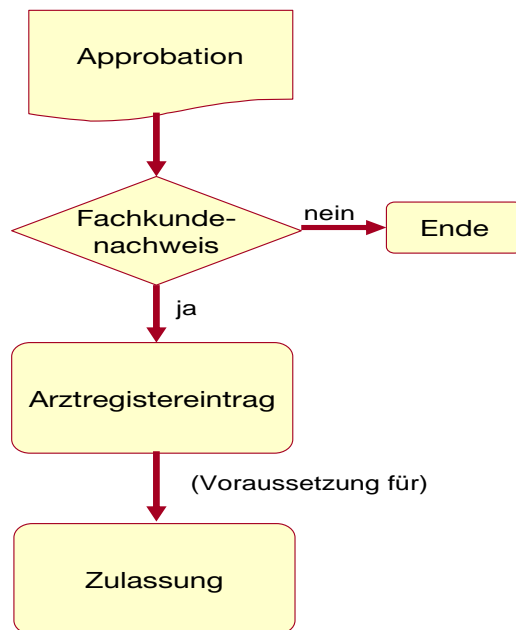 Approbation
Fachkunde-
nachweis
nein
Ende
ja
Arztregistereintrag
(Voraussetzung für)
Zulassung